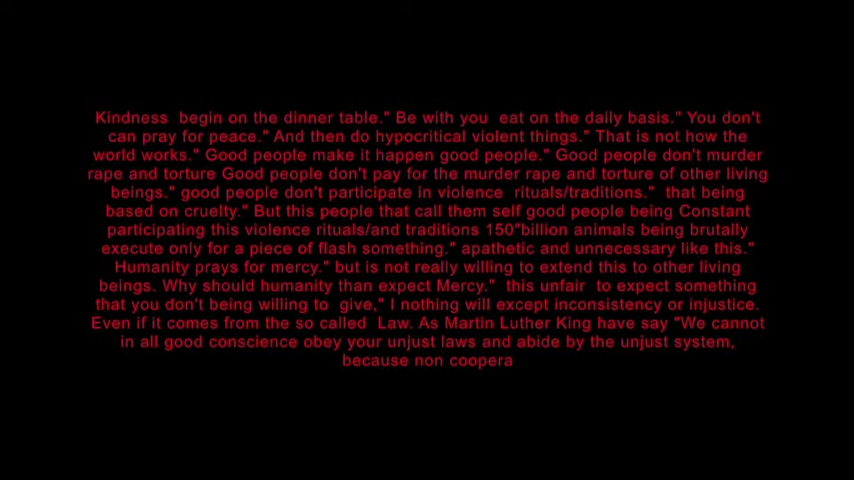 Kindness  begin on the dinner table." Be with you  eat on the daily basis." You don't
can pray for peace." And then do hypocritical violent things." That is not how the
world works." Good people make it happen good people." Good people don't murder
rape and torture Good people don't pay for the murder rape and torture of other living
beings." good people don't participate in violence  rituals/traditions."  that being
based on cruelty." But this people that call them self good people being Constant
participating this violence rituals/and traditions 150"billion animals being brutally
execute only for a piece of flash something." apathetic and unnecessary like this."
Humanity prays for mercy." but is not really willing to extend this to other living
beings. Why should humanity than expect Mercy."  this unfair  to expect something
that you don't being willing to  give," I nothing will except inconsistency or injustice.
Even if it comes from the so called  Law. As Martin Luther King have say "We cannot
in all good conscience obey your unjust laws and abide by the unjust system,
because non coopera